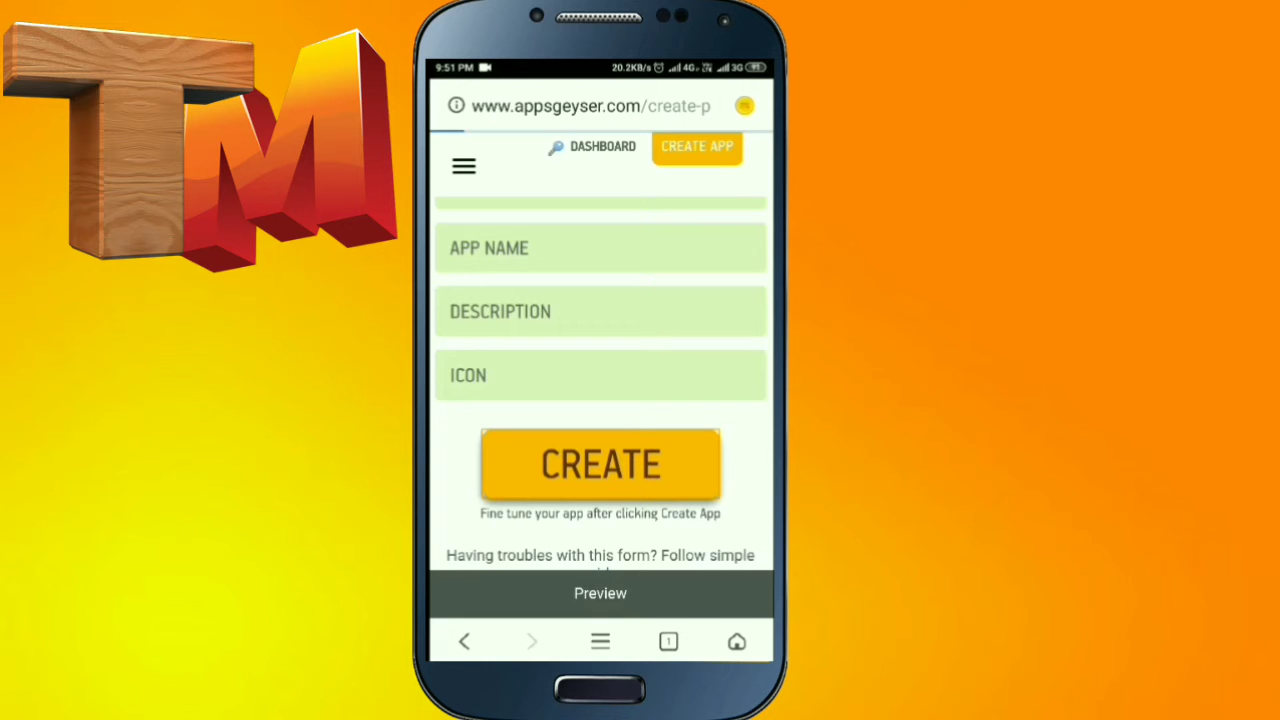 TM
9:51 PM 20.2KB/s 4G 3G
www.appsgeyser.com/create-p
DASHBOARD CREATE APP
APP NAME
DESCRIPTION
ICON
CREATE
Fine tune your app after clicking Create App
Having troubles with this form? Follow simple
Preview
1